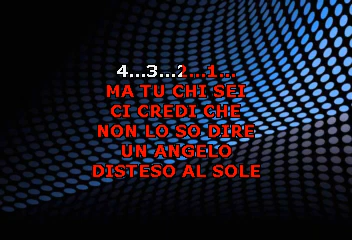 4...3...2...1...
MA TU CHI SEI
CI CREDI CHE
NON LO SO DIRE
UN ANGELO
DISTESO AL SOLE